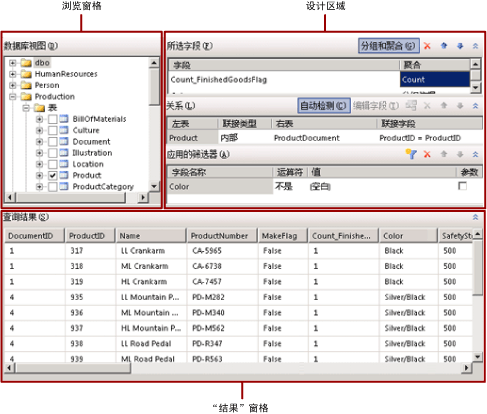 浏览窗格
设计区域
数据库视图(D)
dbo
HumanResources
Person
Production
表
BillOfMaterials
Culture
Document
Illustration
Location
Product
ProductCategory
所选字段(F) 分组和聚合(G)
字段 聚合
Count_FinishedGoodsFlag Count
关系(R) 自动检测(U) 编辑字段(I)
左表 联接类型 右表 联接字段
Product 内部 ProductDocument ProductID = ProductID
应用的筛选器(A)
字段名称 运算符 值 参数
Color 不是 (空白)
查询结果(S)
DocumentID ProductID Name ProductNumber MakeFlag Count_Finishe... Color SafetySto
1 317 LL Crankarm CA-5965 False 1 Black 500
1 318 ML Crankarm CA-6738 False 1 Black 500
1 319 HL Crankarm CA-7457 False 1 Black 500
4 935 LL Mountain P... PD-M282 False 1 Silver/Black 500
4 936 ML Mountain ... PD-M340 False 1 Silver/Black 500
4 937 HL Mountain P... PD-M562 False 1 Silver/Black 500
4 938 LL Road Pedal PD-R347 False 1 Silver/Black 500
4 939 ML Road Pedal PD-R563 False 1 Silver/Black 500
“结果”窗格